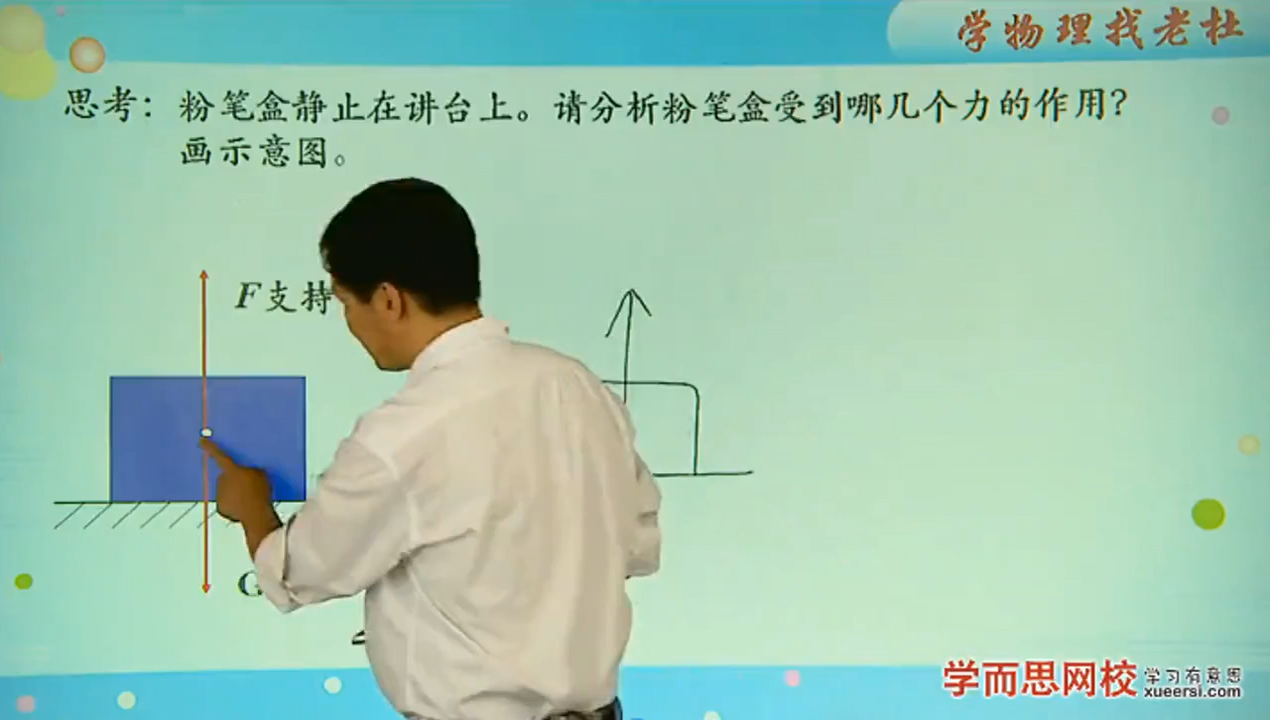 学物理找老杜
思考：粉笔盒静止在讲台上。请分析粉笔盒受到哪几个力的作用？
画示意图。
F支持
G
学而思网校 学习有意思
xueersi.com